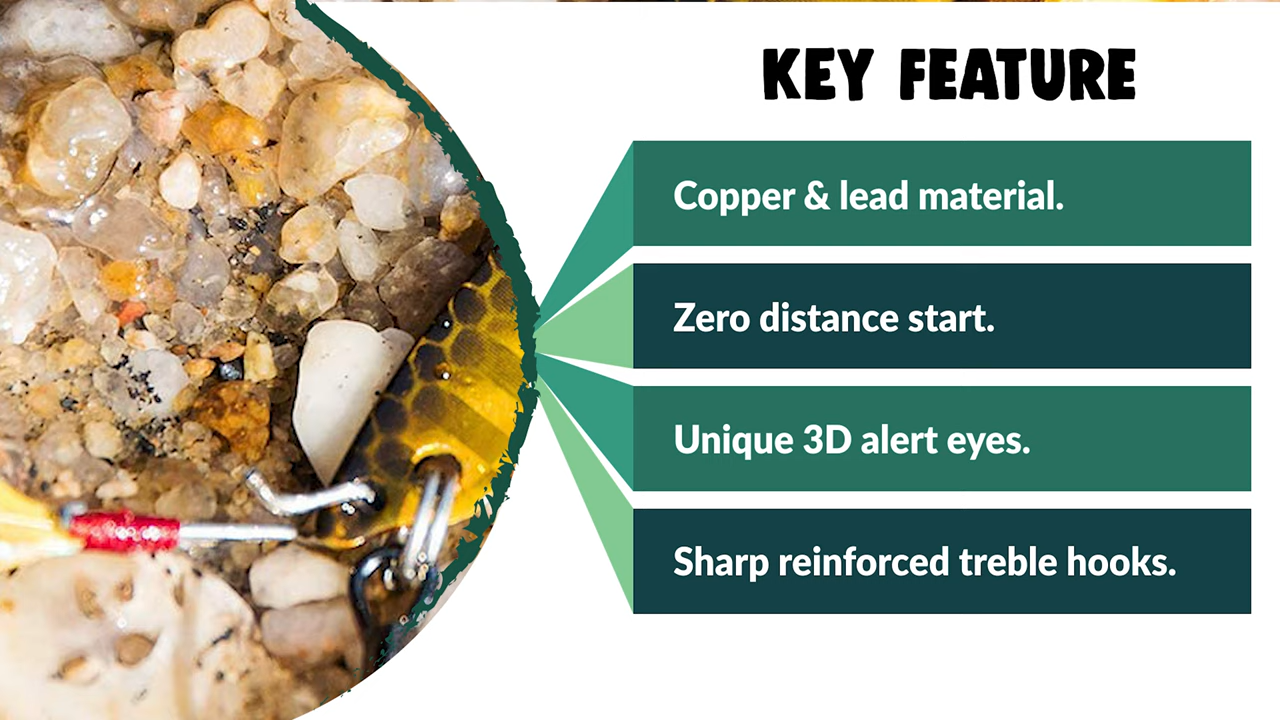 KEY FEATURE
Copper & lead material.
Zero distance start.
Unique 3D alert eyes.
Sharp reinforced treble hooks.